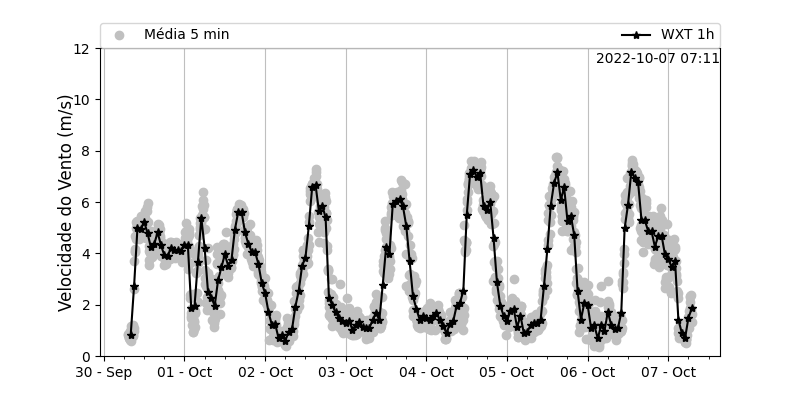 Média 5 min
WXT 1h
2022-10-07 07:11
Velocidade do Vento (m/s)
12
10
8
6
4
2
0
30 - Sep 01 - Oct 02 - Oct 03 - Oct 04 - Oct 05 - Oct 06 - Oct 07 - Oct